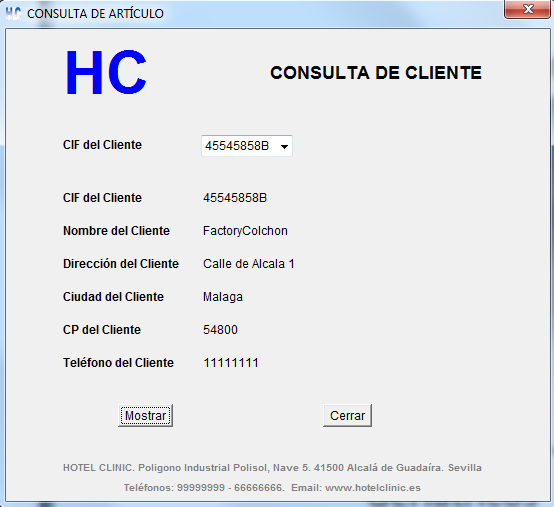 HC CONSULTA DE ARTÍCULO
HC
CONSULTA DE CLIENTE
CIF del Cliente 45545858B
CIF del Cliente 45545858B
Nombre del Cliente FactoryColchon
Dirección del Cliente Calle de Alcala 1
Ciudad del Cliente Malaga
CP del Cliente 54800
Teléfono del Cliente 11111111
Mostrar Cerrar
HOTEL CLINIC. Poligono Industrial Polisol, Nave 5. 41500 Alcalá de Guadaíra. Sevilla
Teléfonos: 99999999 - 66666666. Email: www.hotelclinic.es